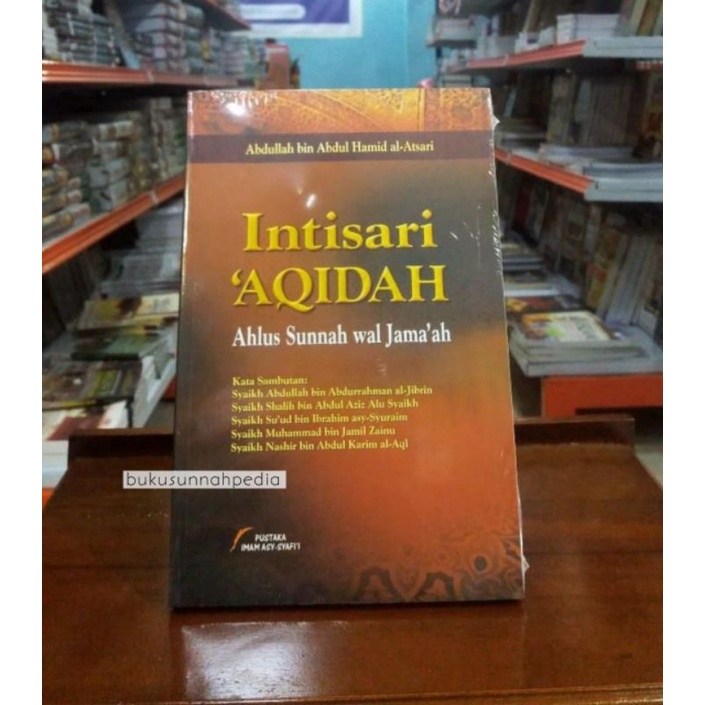 Abdullah bin Abdul Hamid al-Atsari
Intisari
'AQIDAH
Ahlus Sunnah wal Jama'ah
Kata Sambutan:
Syaikh Abdullah bin Abdurrahman al-Jibrin
Syaikh Shalih bin Abdul Aziz Alu Syaikh
Syaikh Su'ud bin Ibrahim asy-Syuraim
Syaikh Muhammad bin Jamil Zainu
Syaikh Nashir bin Abdul Karim al-Aql
bukusunnahpedia
PUSTAKA
IMAM ASY-SYAFI'I